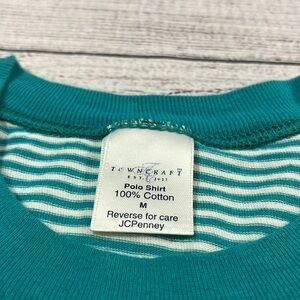 TOWNCRAFT
EST. 1927
Polo Shirt
100% Cotton
M
Reverse for care
JCPenney